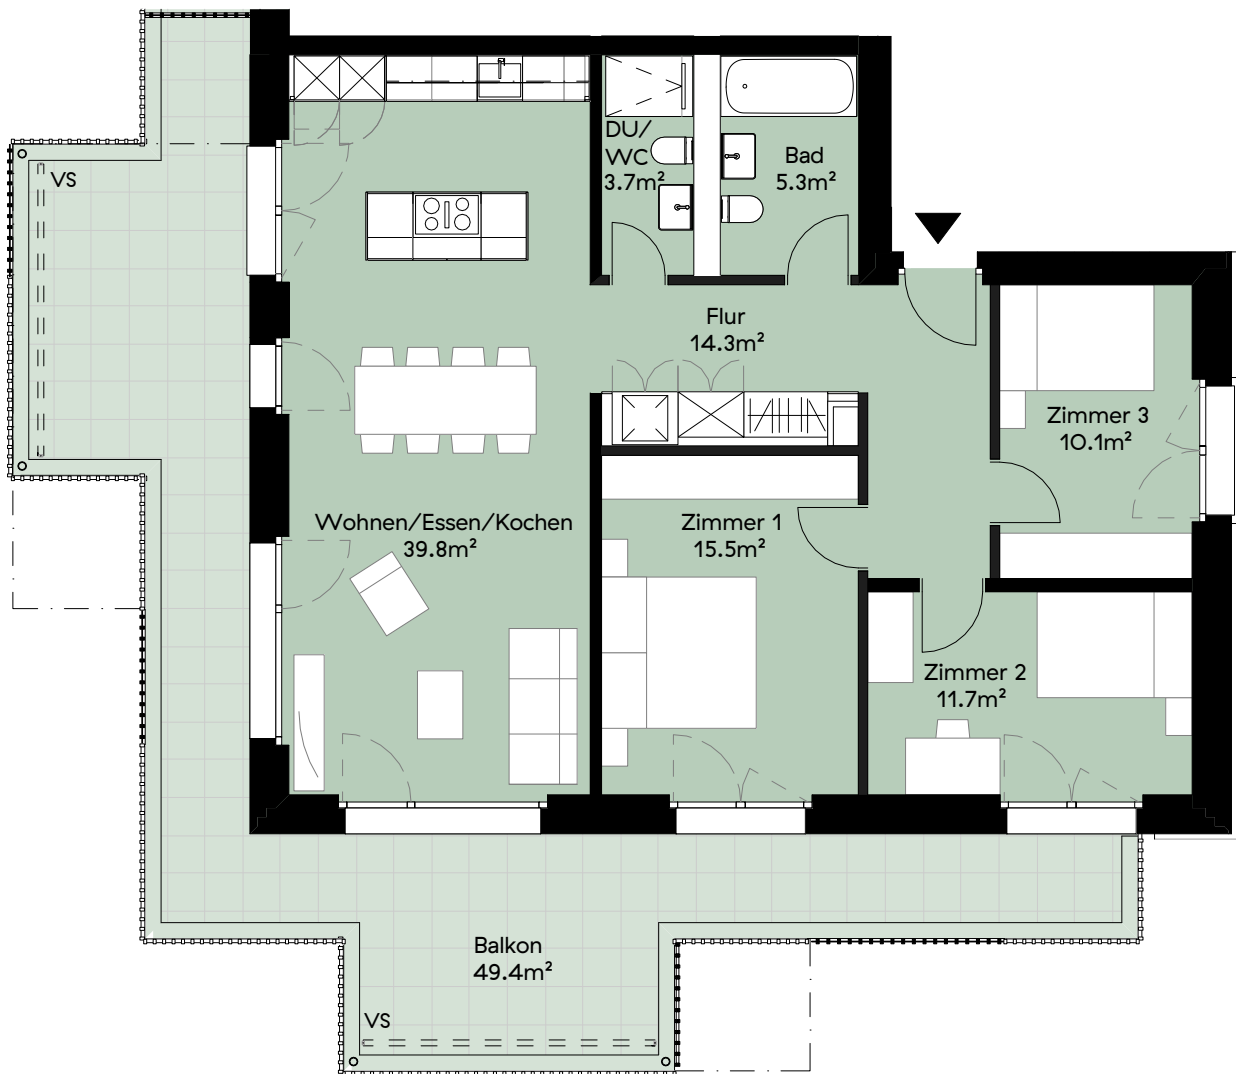 DU/
WC
3.7m²
Bad
5.3m²
VS
Flur
14.3m²
Zimmer 3
10.1m²
Wohnen/Essen/Kochen
39.8m²
Zimmer 1
15.5m²
Zimmer 2
11.7m²
Balkon
49.4m²
VS